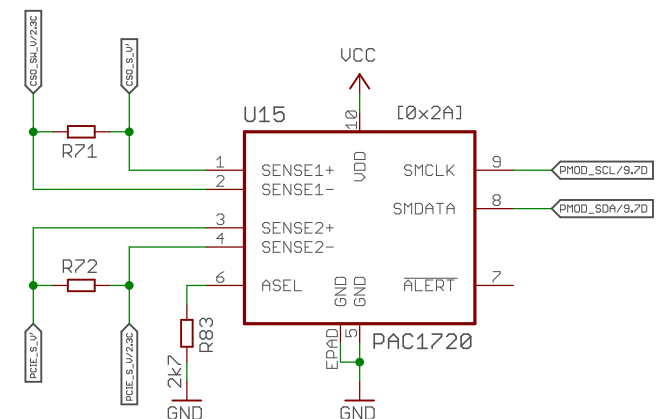 CSO_SW_V/2.3C
CSO_S_V'
VCC
U15
10
[0x2A]
R71
1
SENSE1+
VDD
SMCLK
9
PMOD_SCL/9.7D
2
SENSE1-
3
SENSE2+
SMDATA
8
PMOD_SDA/9.7D
4
SENSE2-
R72
6
ASEL
GND
GND
ALERT
7
R83
2k7
EPAD
5
PAC1720
PCIE_S_V'
PCIE_S_V/2.3C
GND
GND